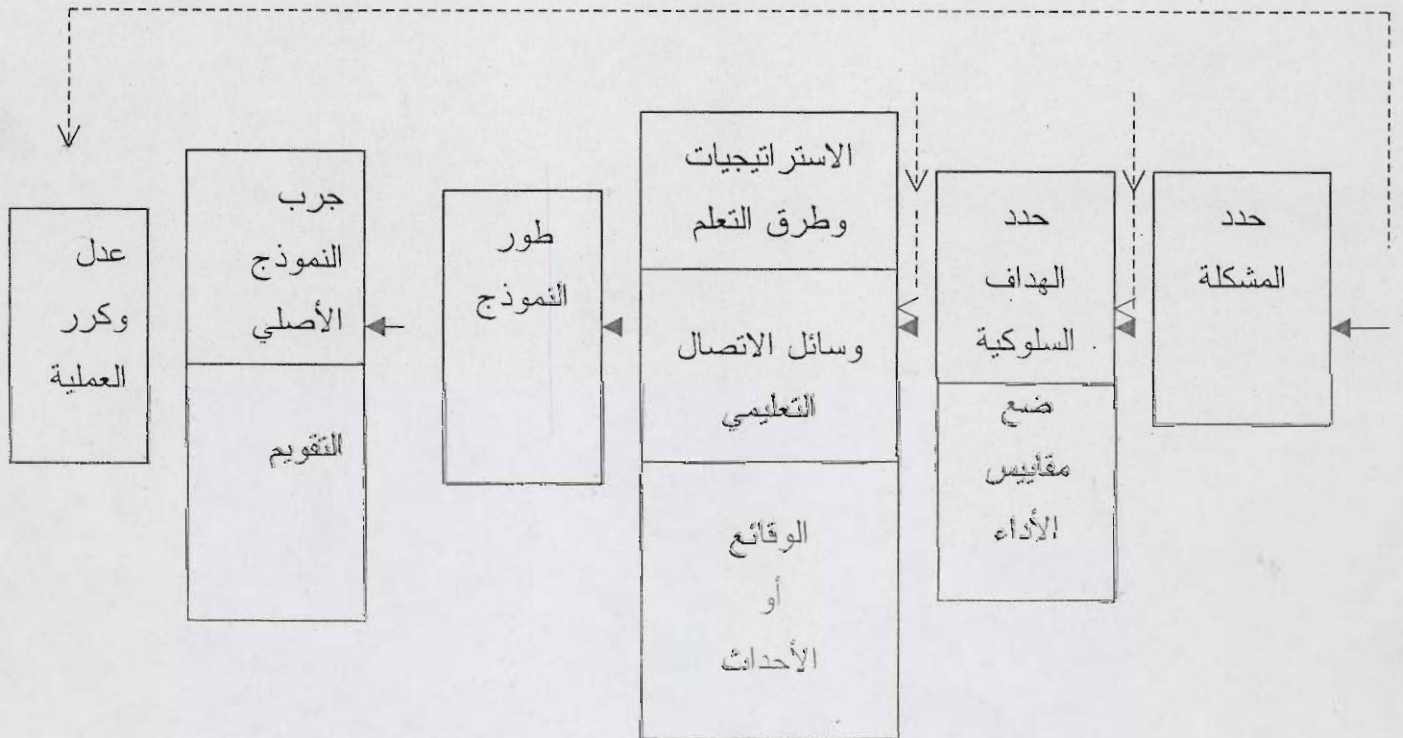 حدد
المشكلة
حدد
الهداف
السلوكية
ضع
مقاييس
الأداء
الاستراتيجيات
وطرق التعلم
وسائل الاتصال
التعليمي
الوقائع
أو
الأحداث
طور
النموذج
جرب
النموذج
الأصلي
التقويم
عدل
وكرر
العملية